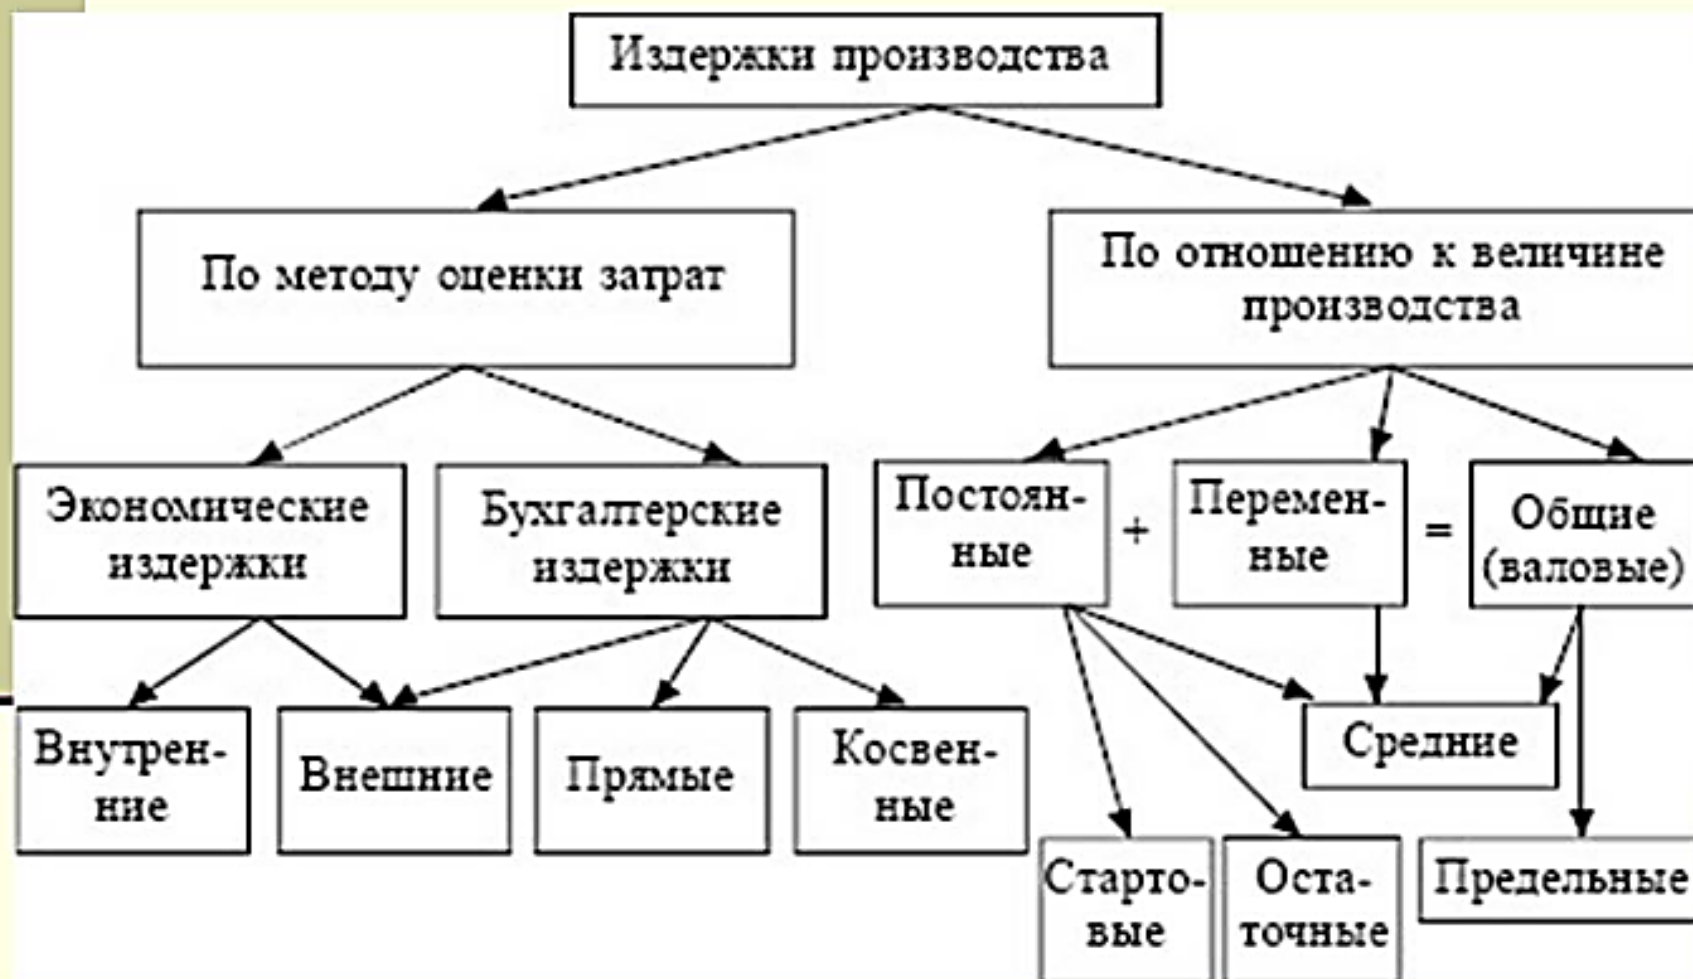 Издержки производства
По методу оценки затрат
По отношению к величине
производства
Экономические
издержки
Бухгалтерские
издержки
Постоян-
ные
+
Перемен-
ные
=
Общие
(валовые)
Внутрен-
ние
Внешние
Прямые
Косвен-
ные
Средние
Старто-
вые
Оста-
точные
Предельные